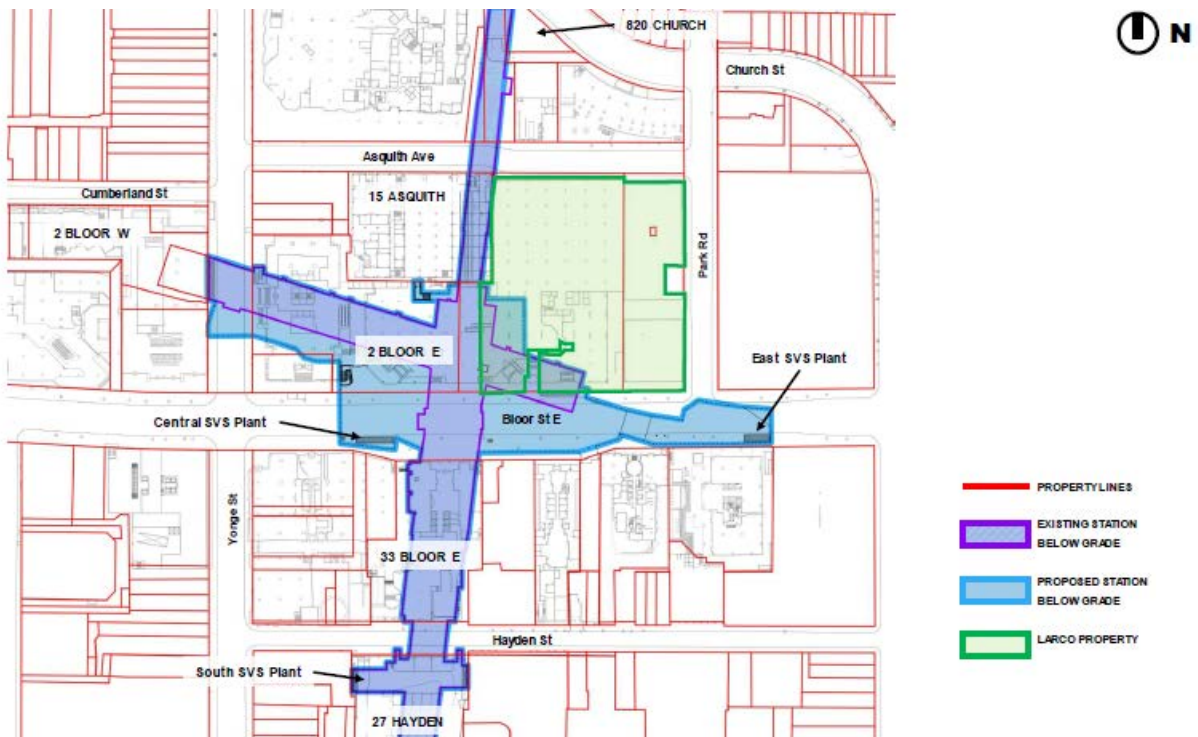 820 CHURCH
N
Church St
Asquith Ave
Cumberland St
15 ASQUITH
2 BLOOR W
Park Rd
2 BLOOR E
East SVS Plant
Central SVS Plant
Bloor St E
Yonge St
33 BLOOR E
Hayden St
South SVS Plant
27 HAYDEN
PROPERTY LINES
EXISTING STATION
BELOW GRADE
PROPOSED STATION
BELOW GRADE
LARCO PROPERTY